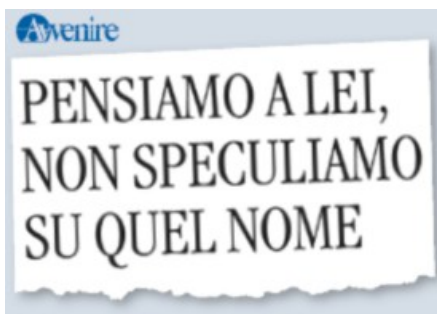 Avvenire
PENSIAMO A LEI,
NON SPECULIAMO
SU QUEL NOME